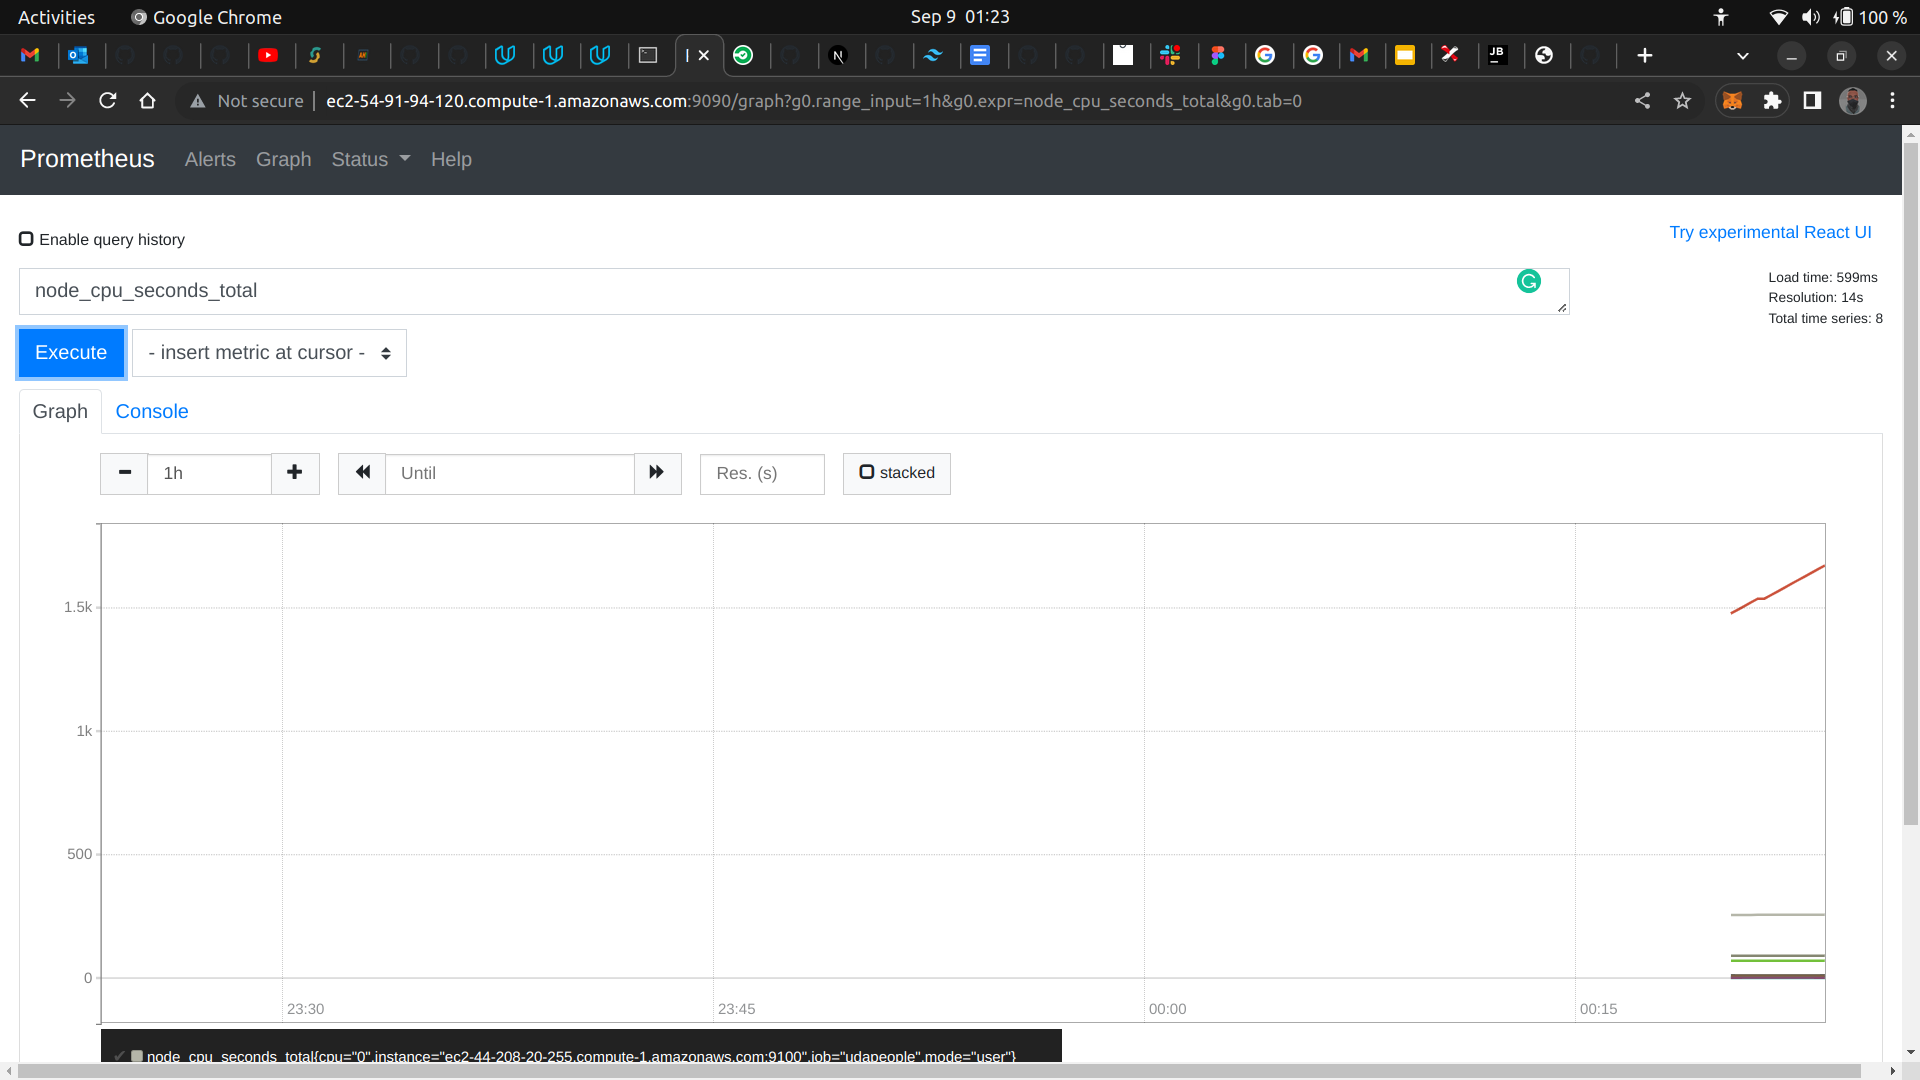 Activities Google Chrome Sep 9 01:23 100 %
Not secure ec2-54-91-94-120.compute-1.amazonaws.com:9090/graph?g0.range_input=1h&g0.expr=node_cpu_seconds_total&g0.tab=0
Prometheus Alerts Graph Status Help
Enable query history
Try experimental React UI
node_cpu_seconds_total
Load time: 599ms
Resolution: 14s
Total time series: 8
Execute - insert metric at cursor -
Graph Console
1h Until Res. (s) stacked
1.5k
1k
500
0
23:30 23:45 00:00 00:15
node_cpu_seconds_total{cpu="0",instance="ec2-44-208-20-255.compute-1.amazonaws.com:9100",job="udapeople",mode="user"}